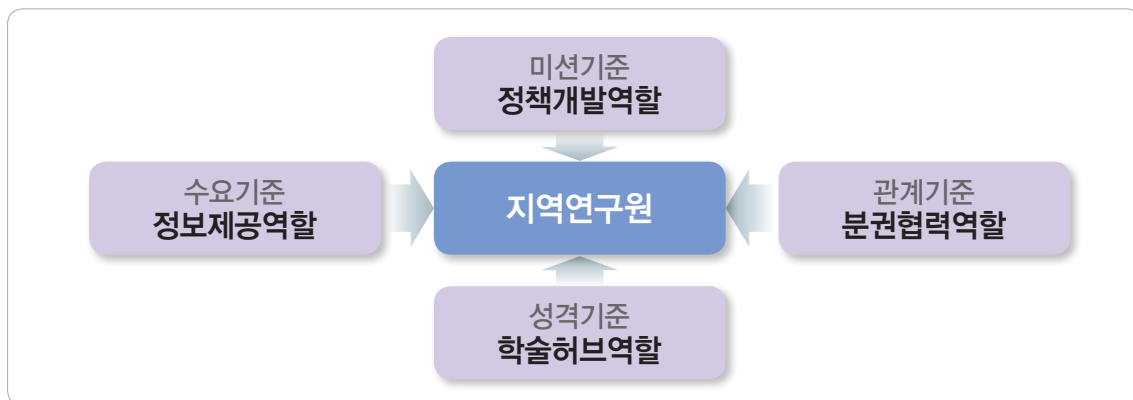 미션기준
정책개발역할
수요기준
정보제공역할
지역연구원
관계기준
분권협력역할
성격기준
학술허브역할